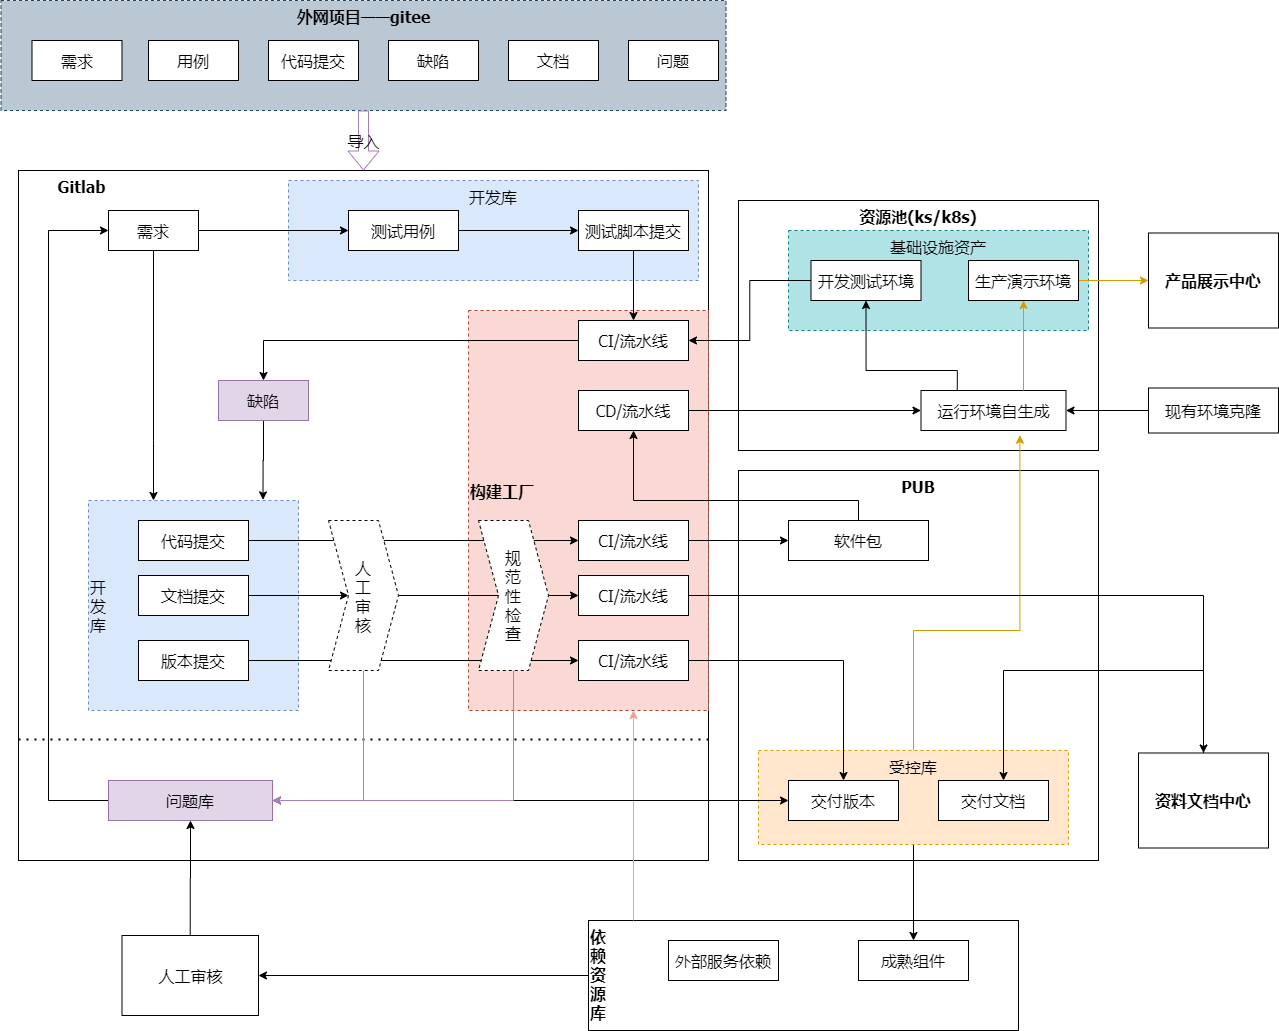 外网项目——gitee
需求
用例
代码提交
缺陷
文档
问题
导入
Gitlab
开发库
需求
测试用例
测试脚本提交
资源池(ks/k8s)
基础设施资产
开发测试环境
生产演示环境
产品展示中心
CI/流水线
缺陷
CD/流水线
运行环境自生成
现有环境克隆
构建工厂
PUB
代码提交
CI/流水线
软件包
开
发
库
文档提交
人
工
审
核
规
范
性
检
查
CI/流水线
版本提交
CI/流水线
受控库
问题库
交付版本
交付文档
资料文档中心
人工审核
依
赖
资
源
库
外部服务依赖
成熟组件